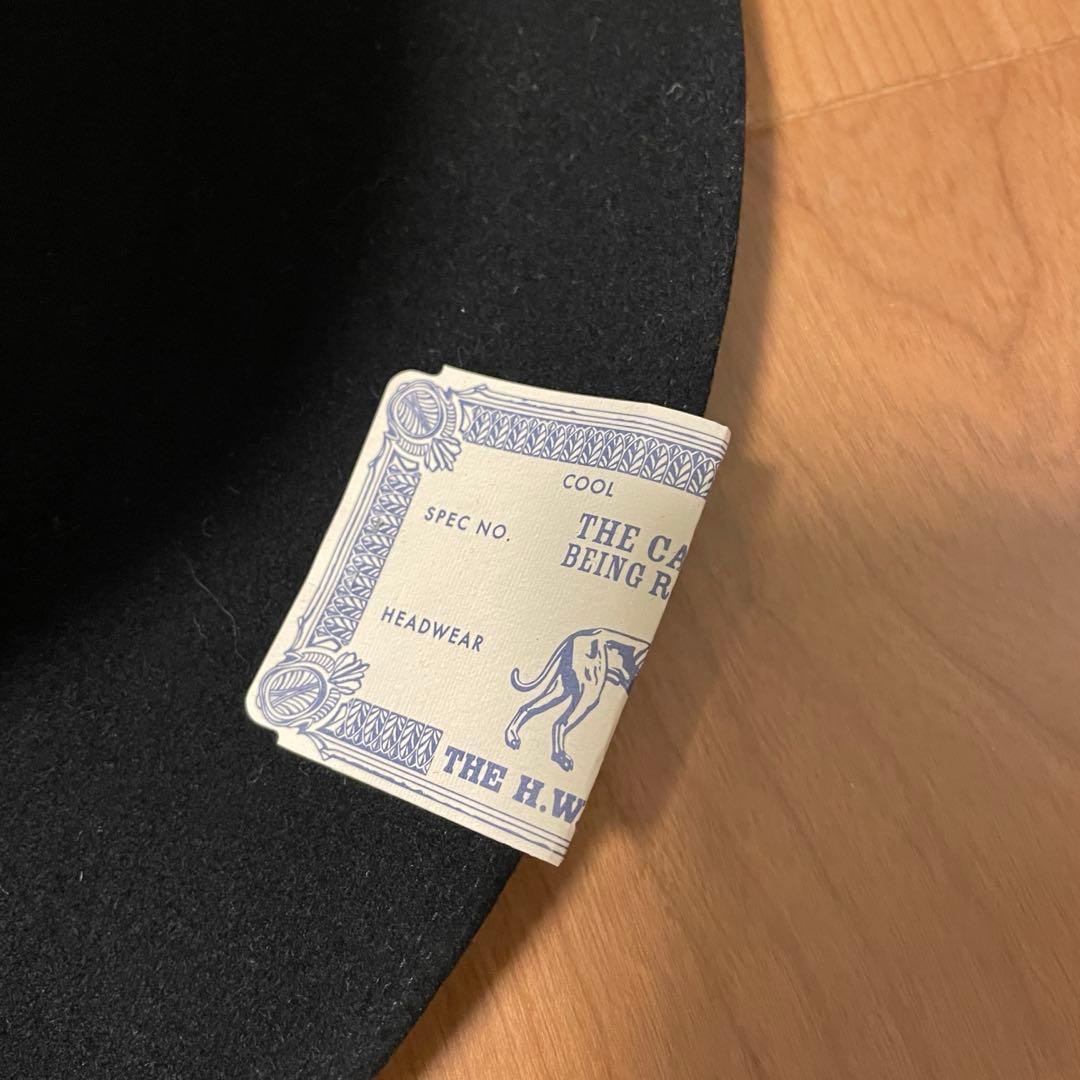 COOL
SPEC NO.
THE CA
BEING R
HEADWEAR
THE H.W